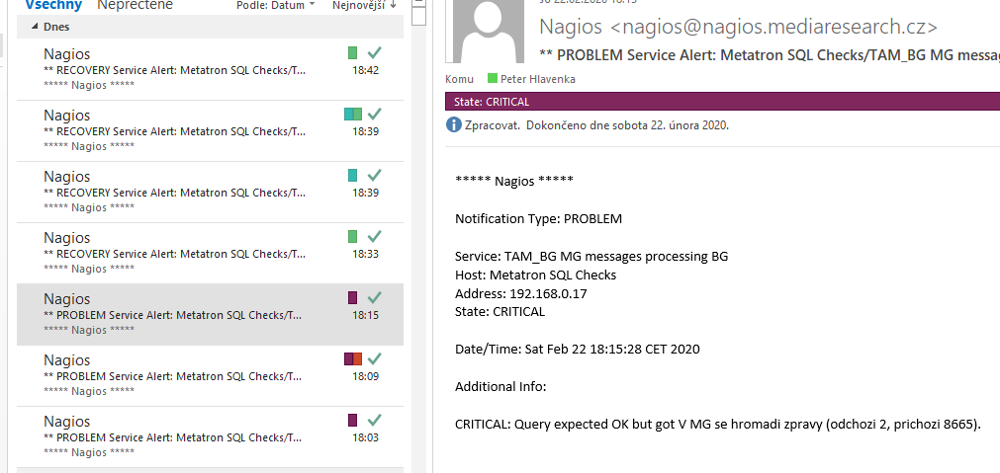 Všechny Nepřečtené
Podle: Datum Nejnovější ↓
Dnes
Nagios
** RECOVERY Service Alert: Metatron SQL Checks/T... 18:42
***** Nagios *****
Nagios
** RECOVERY Service Alert: Metatron SQL Checks/T... 18:39
***** Nagios *****
Nagios
** RECOVERY Service Alert: Metatron SQL Checks/T... 18:39
***** Nagios *****
Nagios
** RECOVERY Service Alert: Metatron SQL Checks/T... 18:33
***** Nagios *****
Nagios
** PROBLEM Service Alert: Metatron SQL Checks/T... 18:15
***** Nagios *****
Nagios
** PROBLEM Service Alert: Metatron SQL Checks/T... 18:09
***** Nagios *****
Nagios
** PROBLEM Service Alert: Metatron SQL Checks/T... 18:03
***** Nagios *****
so 22.02.2020 18:15
Nagios <nagios@nagios.mediaresearch.cz>
** PROBLEM Service Alert: Metatron SQL Checks/TAM_BG MG messa
Komu Peter Hlavenka
State: CRITICAL
Zpracovat. Dokončeno dne sobota 22. února 2020.
***** Nagios *****
Notification Type: PROBLEM
Service: TAM_BG MG messages processing BG
Host: Metatron SQL Checks
Address: 192.168.0.17
State: CRITICAL
Date/Time: Sat Feb 22 18:15:28 CET 2020
Additional Info:
CRITICAL: Query expected OK but got V MG se hromadi zpravy (odchozi 2, prichozi 8665).